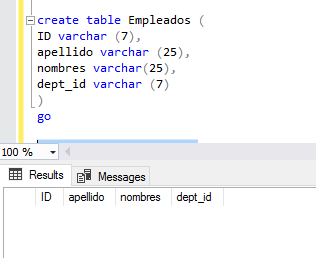 create table Empleados (
ID varchar (7),
apellido varchar (25),
nombres varchar(25),
dept_id varchar (7)
)
go
100 %
Results Messages
ID apellido nombres dept_id